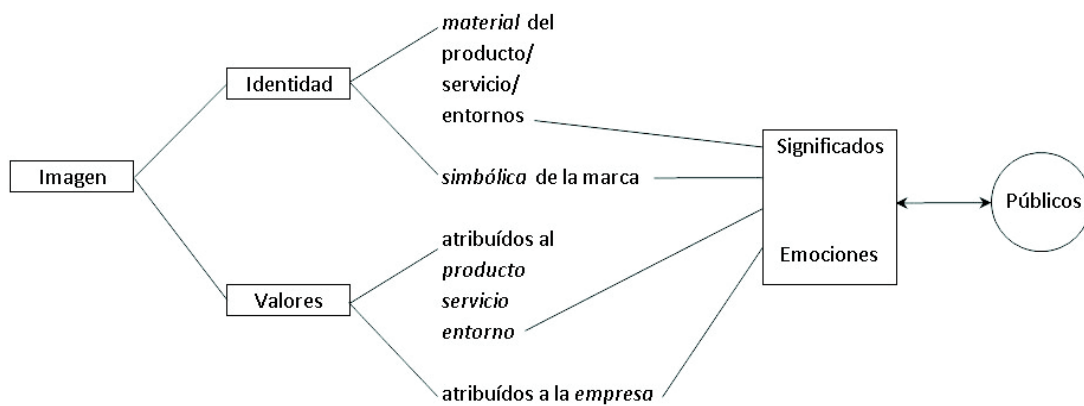 Imagen
Identidad
material del
producto/
servicio/
entornos
simbólica de la marca
Valores
atribuídos al
producto
servicio
entorno
atribuídos a la empresa
Significados
Emociones
Públicos